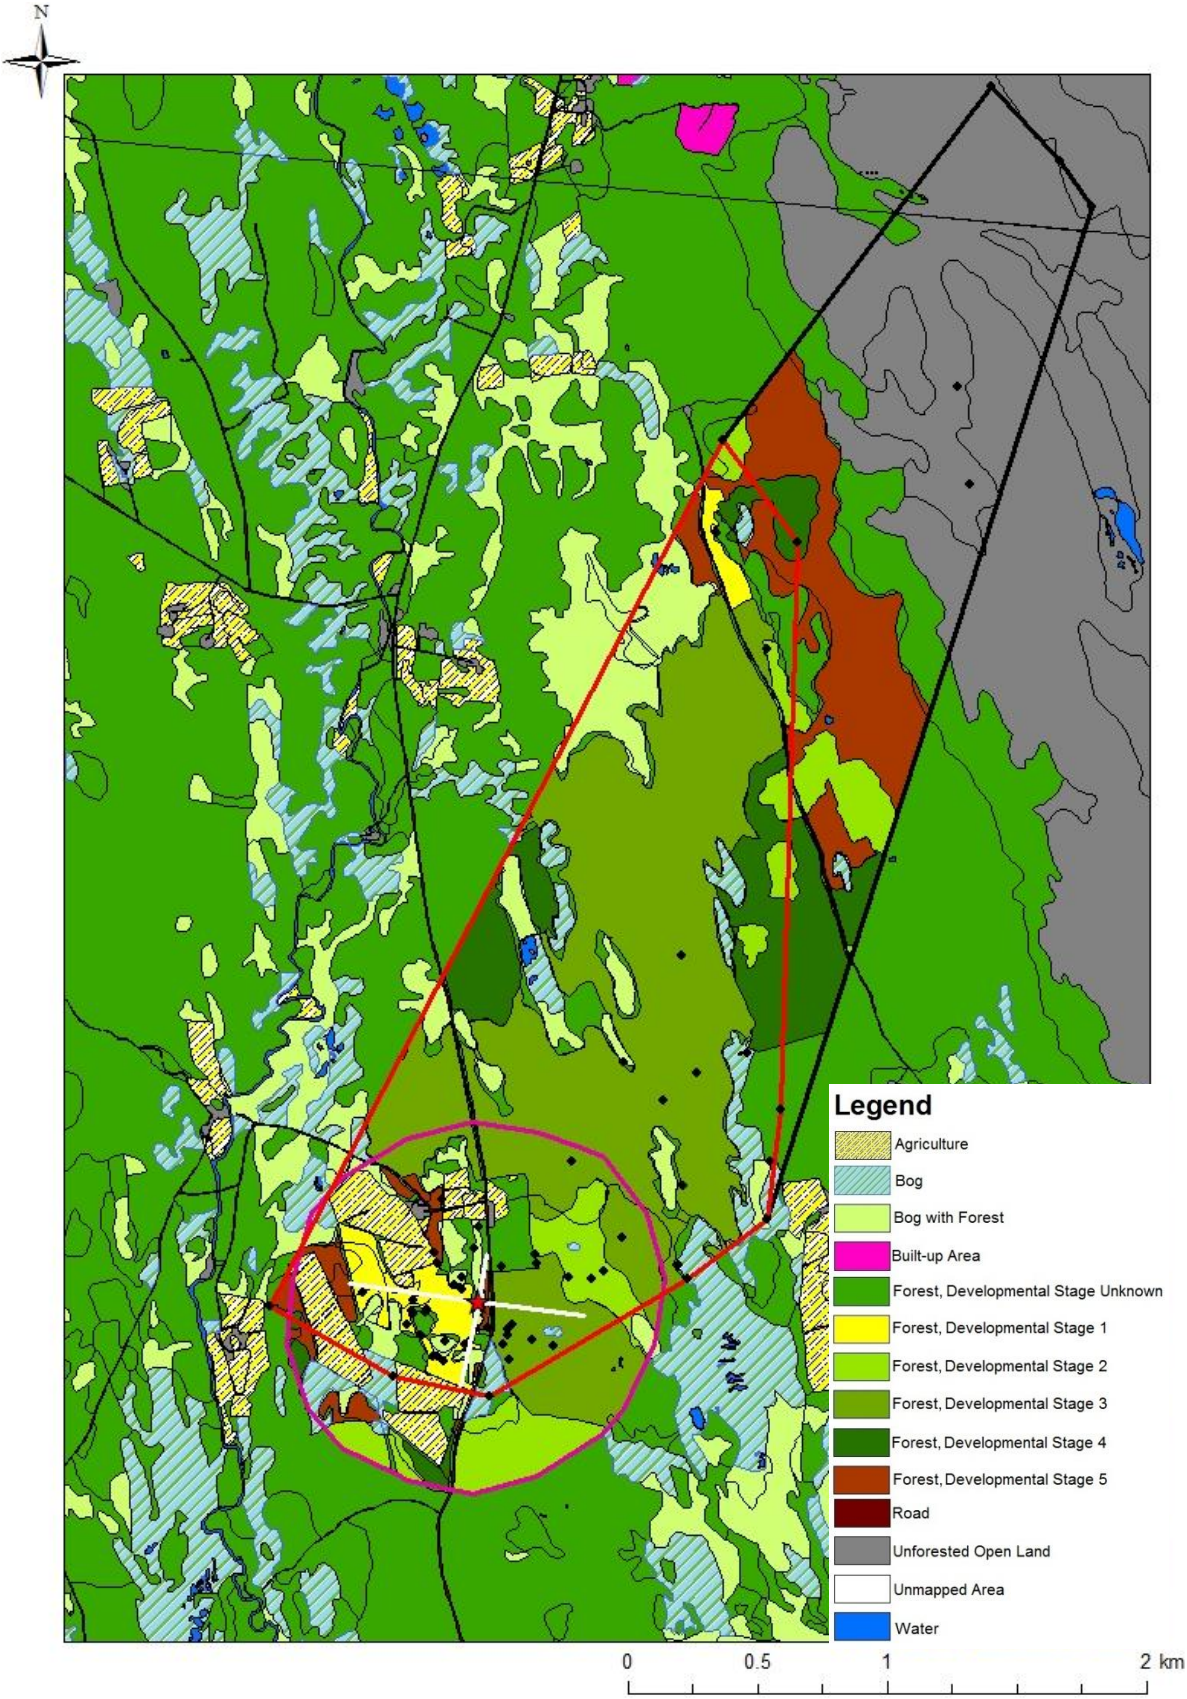 N
Legend
Agriculture
Bog
Bog with Forest
Built-up Area
Forest, Developmental Stage Unknown
Forest, Developmental Stage 1
Forest, Developmental Stage 2
Forest, Developmental Stage 3
Forest, Developmental Stage 4
Forest, Developmental Stage 5
Road
Unforested Open Land
Unmapped Area
Water
0 0.5 1 2 km